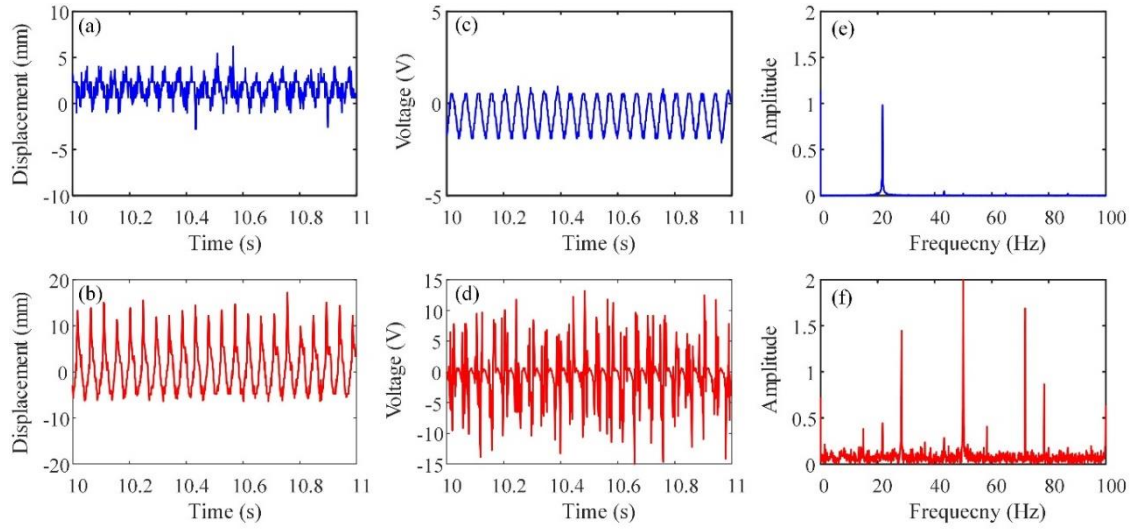 (a)
Displacement (mm)
10
5
0
-5
-10
10 10.2 10.4 10.6 10.8 11
Time (s)
(c)
Voltage (V)
5
0
-5
10 10.2 10.4 10.6 10.8 11
Time (s)
(e)
Amplitude
2
1.5
1
0.5
0
0 20 40 60 80 100
Frequecny (Hz)
(b)
Displacement (mm)
20
10
0
-10
-20
10 10.2 10.4 10.6 10.8 11
Time (s)
(d)
Voltage (V)
15
10
5
0
-5
-10
-15
10 10.2 10.4 10.6 10.8 11
Time (s)
(f)
Amplitude
2
1.5
1
0.5
0
0 20 40 60 80 100
Frequecny (Hz)